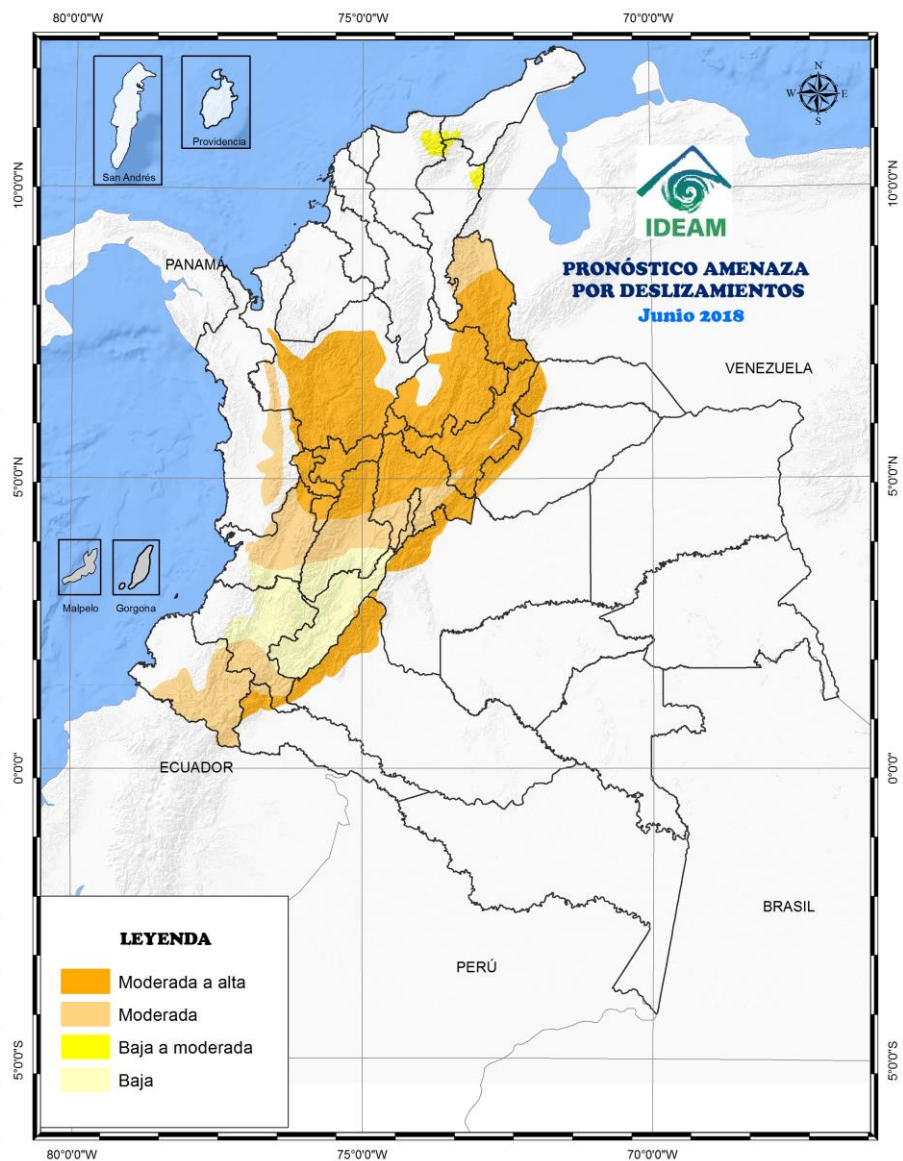 80°0'0"W 75°0'0"W 70°0'0"W
N
W E
S
San Andrés
Providencia
10°0'0"N 10°0'0"N
IDEAM
PANAMÁ
PRONÓSTICO AMENAZA
POR DESLIZAMIENTOS
Junio 2018
VENEZUELA
5°0'0"N 5°0'0"N
Malpelo Gorgona
ECUADOR
0°0'0" 0°0'0"
BRASIL
PERÚ
LEYENDA
Moderada a alta
Moderada
Baja a moderada
Baja
5°0'0"S 5°0'0"S
80°0'0"W 75°0'0"W 70°0'0"W